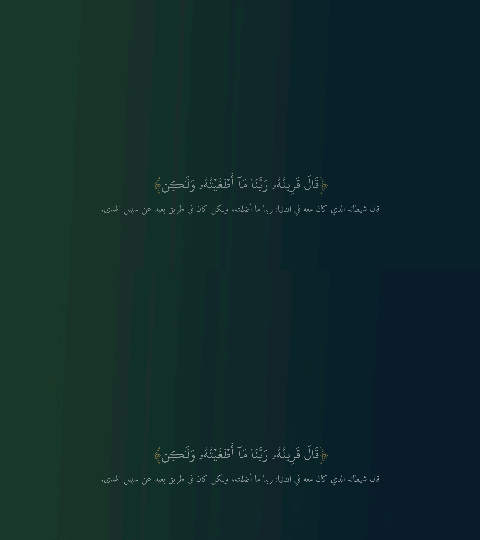 ﴿قَالَ قَرِينُهُۥ رَبَّنَا مَآ أَطْغَيْتُهُۥ وَلَـٰكِن﴾
قال شيطانه الذي كان معه في الدنيا: ربنا ما أضللته، ولكن كان في طريق بعيد عن سبيل الهدى.
﴿قَالَ قَرِينُهُۥ رَبَّنَا مَآ أَطْغَيْتُهُۥ وَلَـٰكِن﴾
قال شيطانه الذي كان معه في الدنيا: ربنا ما أضللته، ولكن كان في طريق بعيد عن سبيل الهدى.